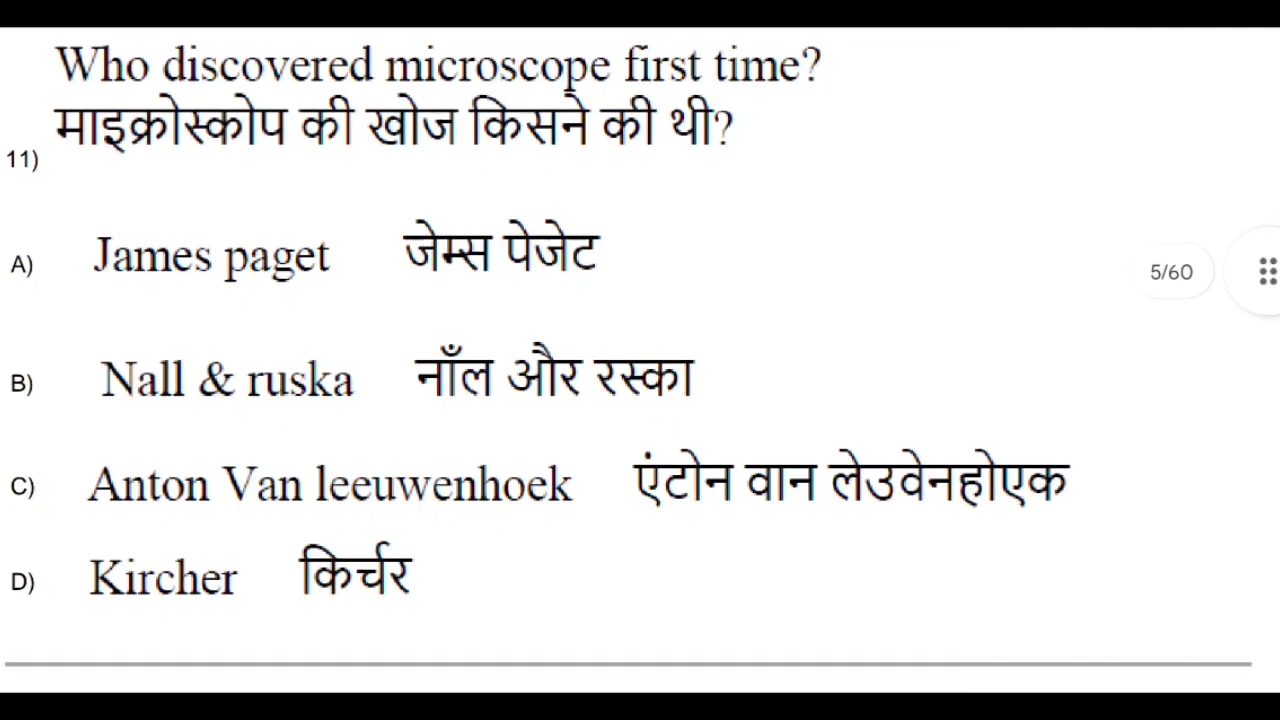 Who discovered microscope first time?
माइक्रोस्कोप की खोज किसने की थी?
11)
A) James paget जेम्स पेजेट
5/60
B) Nall & ruska नाँल और रस्का
C) Anton Van leeuwenhoek एंटोन वान लेउवेनहोएक
D) Kircher किर्चर